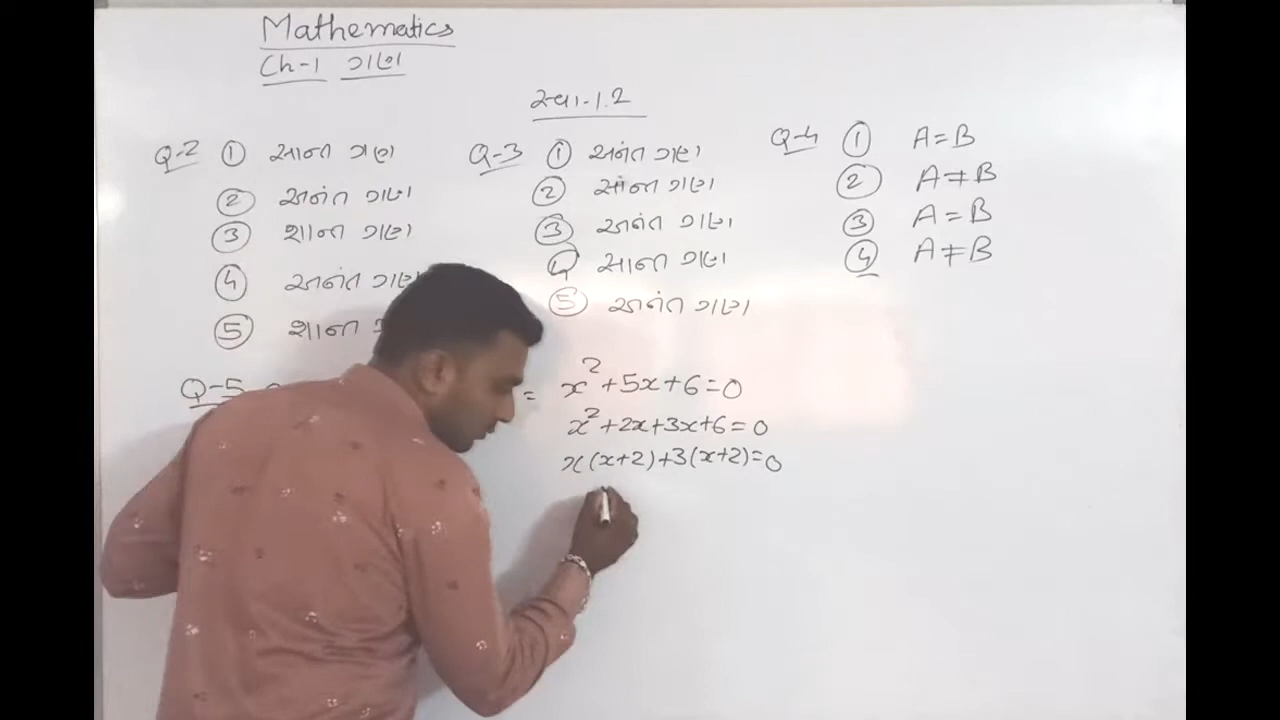 Mathematics
Ch-1 ગણ
સ્વા-1.2
Q-2 ① સાન્ત ગણ
② અનંત ગણ
③ શાન્ત ગણ
④ અનંત ગણ
⑤ શાન્ત
Q-3 ① અનંત ગણ
② સાંન્ત ગણ
③ અનંત ગણ
4 સાન્ત ગણ
⑤ અનંત ગણ
Q-4 ① A=B
② A≠B
③ A=B
④ A≠B
Q-5
= x²+5x+6=0
x²+2x+3x+6=0
x(x+2)+3(x+2)=0